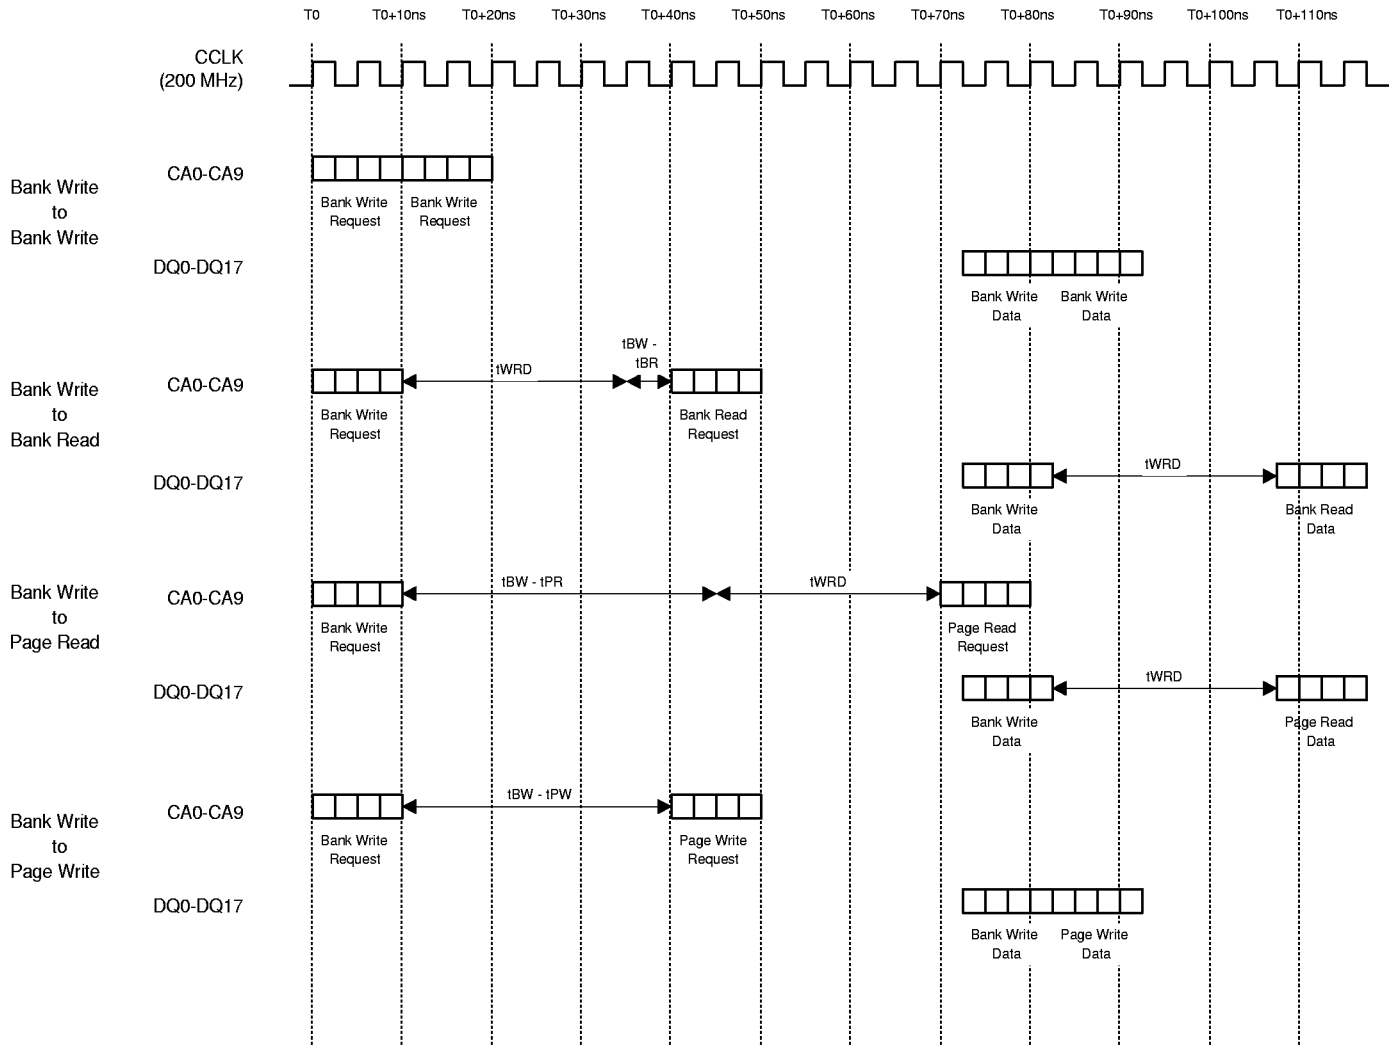 T0 T0+10ns T0+20ns T0+30ns T0+40ns T0+50ns T0+60ns T0+70ns T0+80ns T0+90ns T0+100ns T0+110ns
CCLK
(200 MHz)
Bank Write
to
Bank Write
CA0-CA9
Bank Write Bank Write
Request Request
DQ0-DQ17
Bank Write Bank Write
Data Data
Bank Write
to
Bank Read
CA0-CA9
tWRD
tBW -
tBR
Bank Write Bank Read
Request Request
DQ0-DQ17
tWRD
Bank Write Bank Read
Data Data
Bank Write
to
Page Read
CA0-CA9
tBW - tPR tWRD
Bank Write Page Read
Request Request
DQ0-DQ17
tWRD
Bank Write Page Read
Data Data
Bank Write
to
Page Write
CA0-CA9
tBW - tPW
Bank Write Page Write
Request Request
DQ0-DQ17
Bank Write Page Write
Data Data